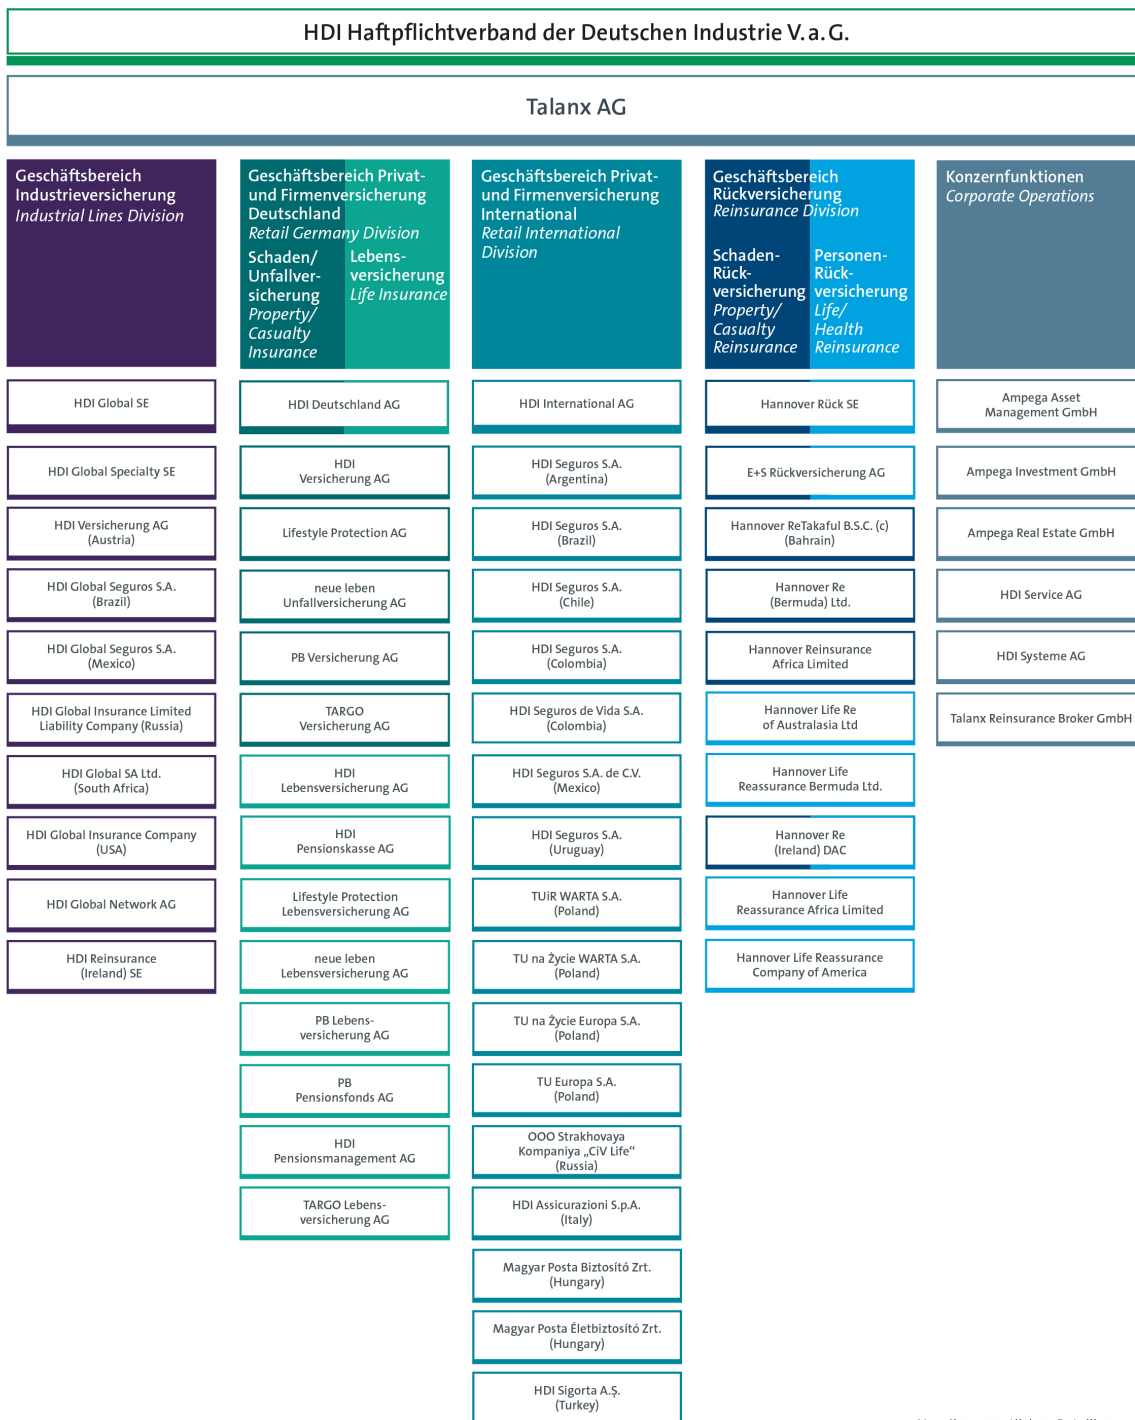 HDI Haftpflichtverband der Deutschen Industrie V. a. G.
Talanx AG
Geschäftsbereich
Industrieversicherung
Industrial Lines Division
HDI Global SE
HDI Global Specialty SE
HDI Versicherung AG
(Austria)
HDI Global Seguros S.A.
(Brazil)
HDI Global Seguros S.A.
(Mexico)
HDI Global Insurance Limited
Liability Company (Russia)
HDI Global SA Ltd.
(South Africa)
HDI Global Insurance Company
(USA)
HDI Global Network AG
HDI Reinsurance
(Ireland) SE
Geschäftsbereich Privat-
und Firmenversicherung
Deutschland
Retail Germany Division
Schaden/
Unfallver-
sicherung
Property/
Casualty
Insurance
Lebens-
versicherung
Life Insurance
HDI Deutschland AG
HDI
Versicherung AG
Lifestyle Protection AG
neue leben
Unfallversicherung AG
PB Versicherung AG
TARGO
Versicherung AG
HDI
Lebensversicherung AG
HDI
Pensionskasse AG
Lifestyle Protection
Lebensversicherung AG
neue leben
Lebensversicherung AG
PB Lebens-
versicherung AG
PB
Pensionsfonds AG
HDI
Pensionsmanagement AG
TARGO Lebens-
versicherung AG
Geschäftsbereich Privat-
und Firmenversicherung
International
Retail International
Division
HDI International AG
HDI Seguros S.A.
(Argentina)
HDI Seguros S.A.
(Brazil)
HDI Seguros S.A.
(Chile)
HDI Seguros S.A.
(Colombia)
HDI Seguros de Vida S.A.
(Colombia)
HDI Seguros S.A. de C.V.
(Mexico)
HDI Seguros S.A.
(Uruguay)
TUiR WARTA S.A.
(Poland)
TU na Życie WARTA S.A.
(Poland)
TU na Życie Europa S.A.
(Poland)
TU Europa S.A.
(Poland)
OOO Strakhovaya
Kompaniya „CiV Life“
(Russia)
HDI Assicurazioni S.p.A.
(Italy)
Magyar Posta Biztosító Zrt.
(Hungary)
Magyar Posta Életbiztosító Zrt.
(Hungary)
HDI Sigorta A.Ş.
(Turkey)
Geschäftsbereich
Rückversicherung
Reinsurance Division
Schaden-
Rück-
versicherung
Property/
Casualty
Reinsurance
Personen-
Rück-
versicherung
Life/
Health
Reinsurance
Hannover Rück SE
E+S Rückversicherung AG
Hannover ReTakaful B.S.C. (c)
(Bahrain)
Hannover Re
(Bermuda) Ltd.
Hannover Reinsurance
Africa Limited
Hannover Life Re
of Australasia Ltd
Hannover Life
Reassurance Bermuda Ltd.
Hannover Re
(Ireland) DAC
Hannover Life
Reassurance Africa Limited
Hannover Life Reassurance
Company of America
Konzernfunktionen
Corporate Operations
Ampega Asset
Management GmbH
Ampega Investment GmbH
Ampega Real Estate GmbH
HDI Service AG
HDI Systeme AG
Talanx Reinsurance Broker GmbH